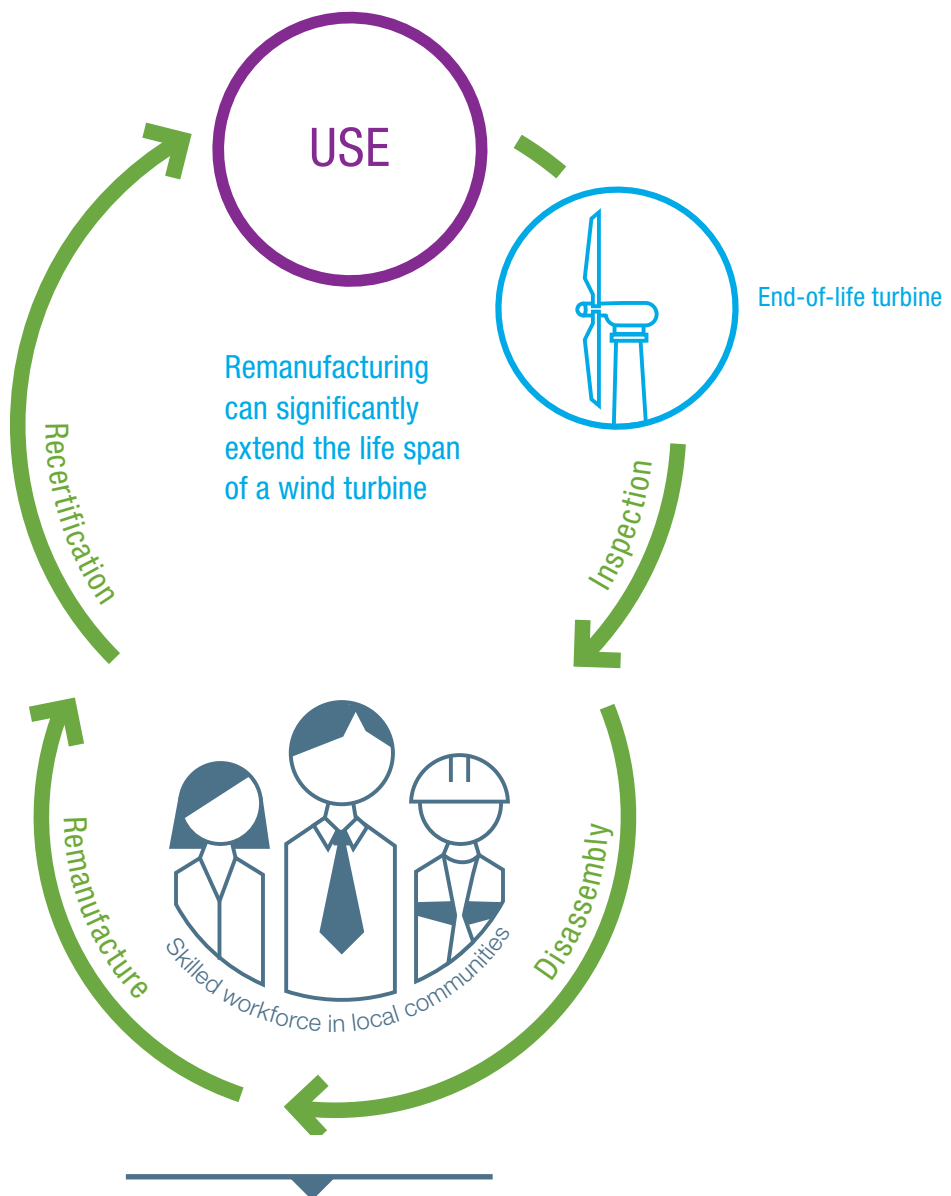 USE
End-of-life turbine
Remanufacturing
can significantly
extend the life span
of a wind turbine
Inspection
Disassembly
Skilled workforce in local communities
Remanufacture
Recertification